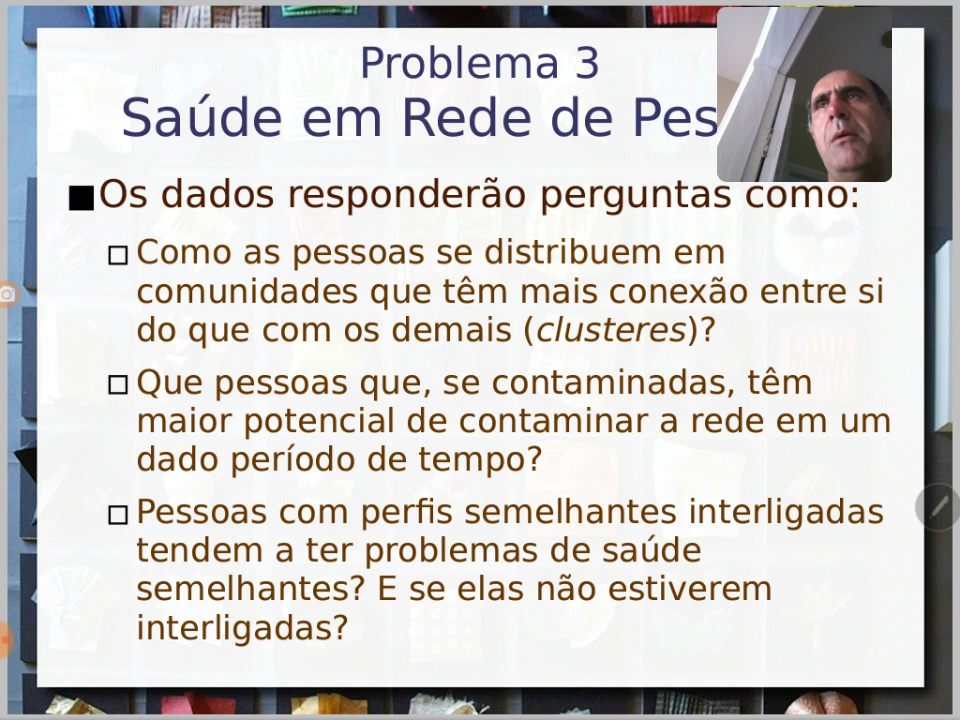 Problema 3
Saúde em Rede de
Os dados responderão perguntas como:
Como as pessoas se distribuem em
comunidades que têm mais conexão entre si
do que com os demais (clusteres)?
Que pessoas que, se contaminadas, têm
maior potencial de contaminar a rede em um
dado período de tempo?
Pessoas com perfis semelhantes interligadas
tendem a ter problemas de saúde
semelhantes? E se elas não estiverem
interligadas?